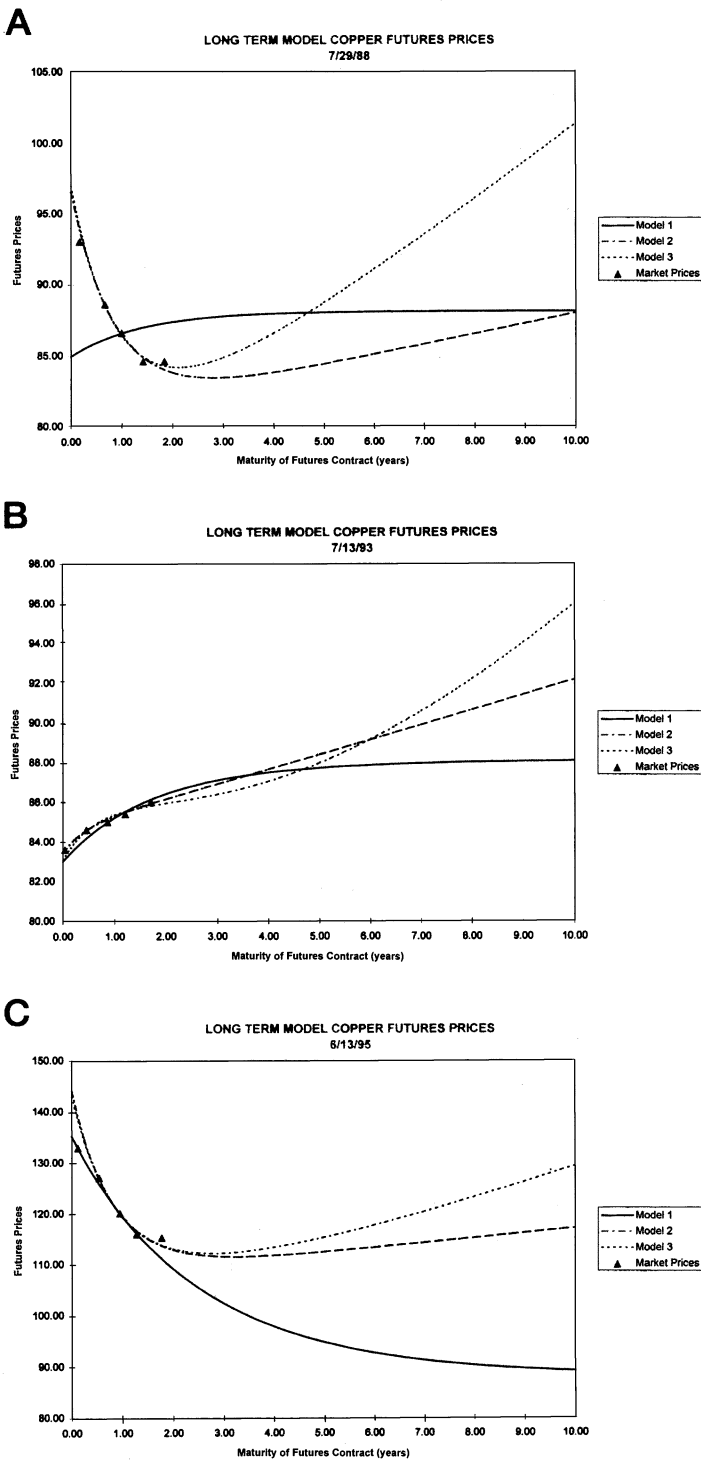 A
LONG TERM MODEL COPPER FUTURES PRICES
7/29/88
105.00
100.00
95.00
90.00
85.00
80.00
Futures Prices
0.00 1.00 2.00 3.00 4.00 5.00 6.00 7.00 8.00 9.00 10.00
Maturity of Futures Contract (years)
Model 1
Model 2
Model 3
Market Prices
B
LONG TERM MODEL COPPER FUTURES PRICES
7/13/93
98.00
96.00
94.00
92.00
90.00
88.00
86.00
84.00
82.00
80.00
Futures Prices
0.00 1.00 2.00 3.00 4.00 5.00 6.00 7.00 8.00 9.00 10.00
Maturity of Futures Contract (years)
Model 1
Model 2
Model 3
Market Prices
C
LONG TERM MODEL COPPER FUTURES PRICES
6/13/95
150.00
140.00
130.00
120.00
110.00
100.00
90.00
80.00
Futures Prices
0.00 1.00 2.00 3.00 4.00 5.00 6.00 7.00 8.00 9.00 10.00
Maturity of Futures Contract (years)
Model 1
Model 2
Model 3
Market Prices